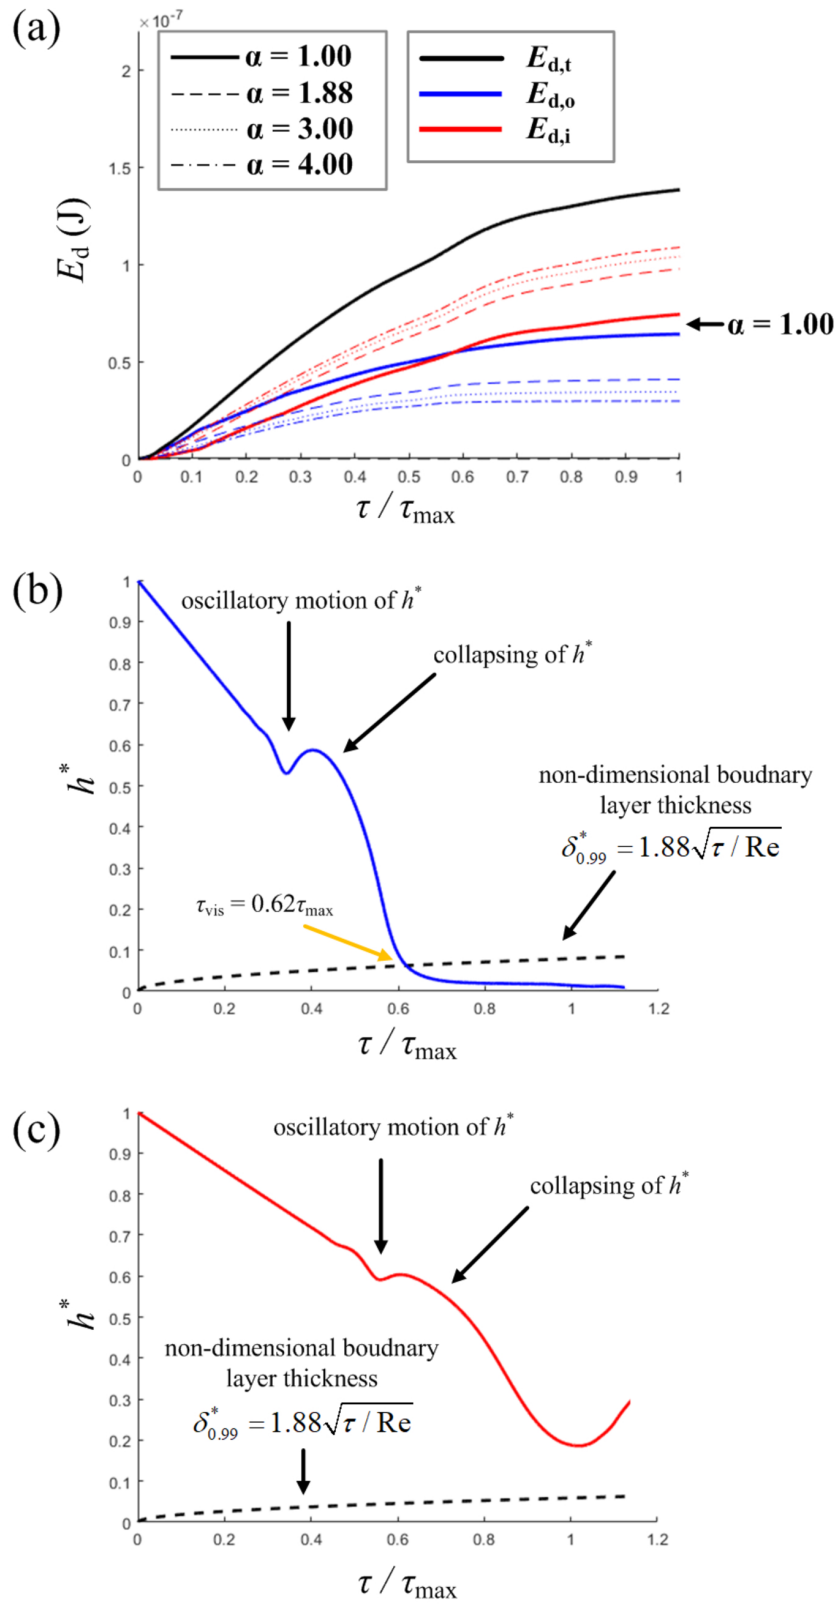 (a)
×10⁻⁷
α = 1.00
α = 1.88
α = 3.00
α = 4.00
E_d,t
E_d,o
E_d,i
2
1.5
1
0.5
0
E_d (J)
α = 1.00
0 0.1 0.2 0.3 0.4 0.5 0.6 0.7 0.8 0.9 1
τ / τ_max
(b)
1
0.9
0.8
0.7
0.6
0.5
0.4
0.3
0.2
0.1
0
h*
oscillatory motion of h*
collapsing of h*
non-dimensional boudnary
layer thickness
δ*_0.99 = 1.88√τ / Re
τ_vis = 0.62τ_max
0 0.2 0.4 0.6 0.8 1 1.2
τ / τ_max
(c)
1
0.9
0.8
0.7
0.6
0.5
0.4
0.3
0.2
0.1
0
h*
oscillatory motion of h*
collapsing of h*
non-dimensional boudnary
layer thickness
δ*_0.99 = 1.88√τ / Re
0 0.2 0.4 0.6 0.8 1 1.2
τ / τ_max